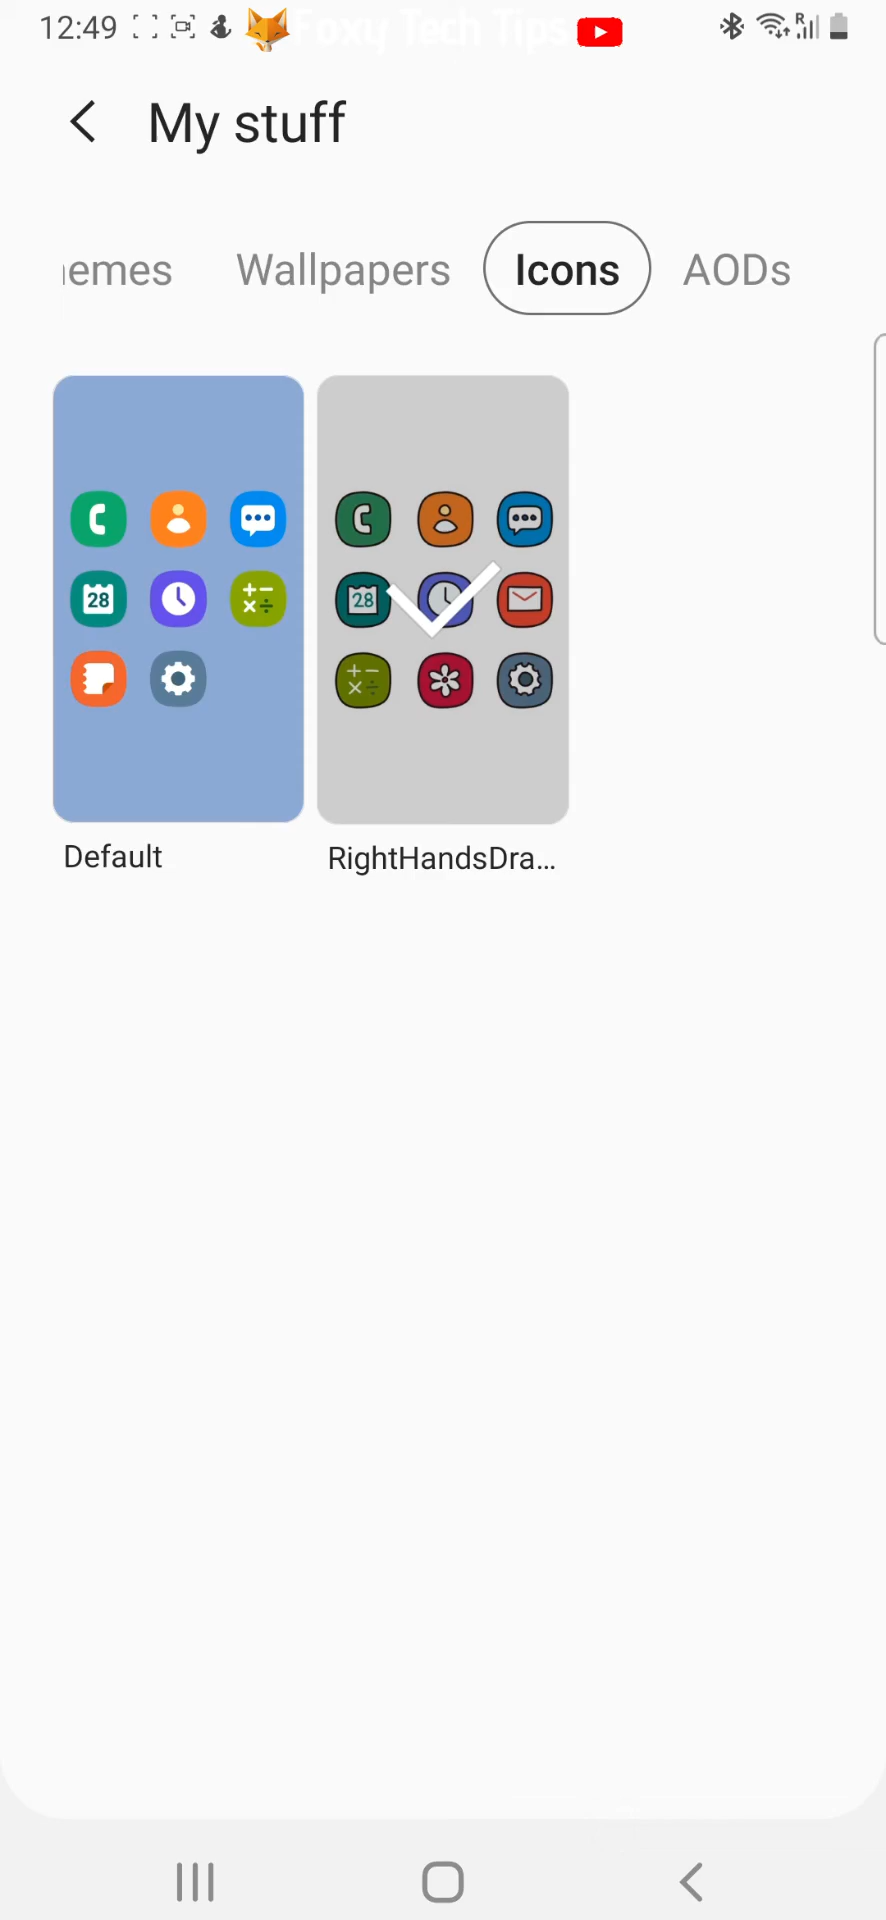 12:49 Foxy Tech Tips R
My stuff
emes Wallpapers Icons AODs
28
28
Default
RightHandsDra...